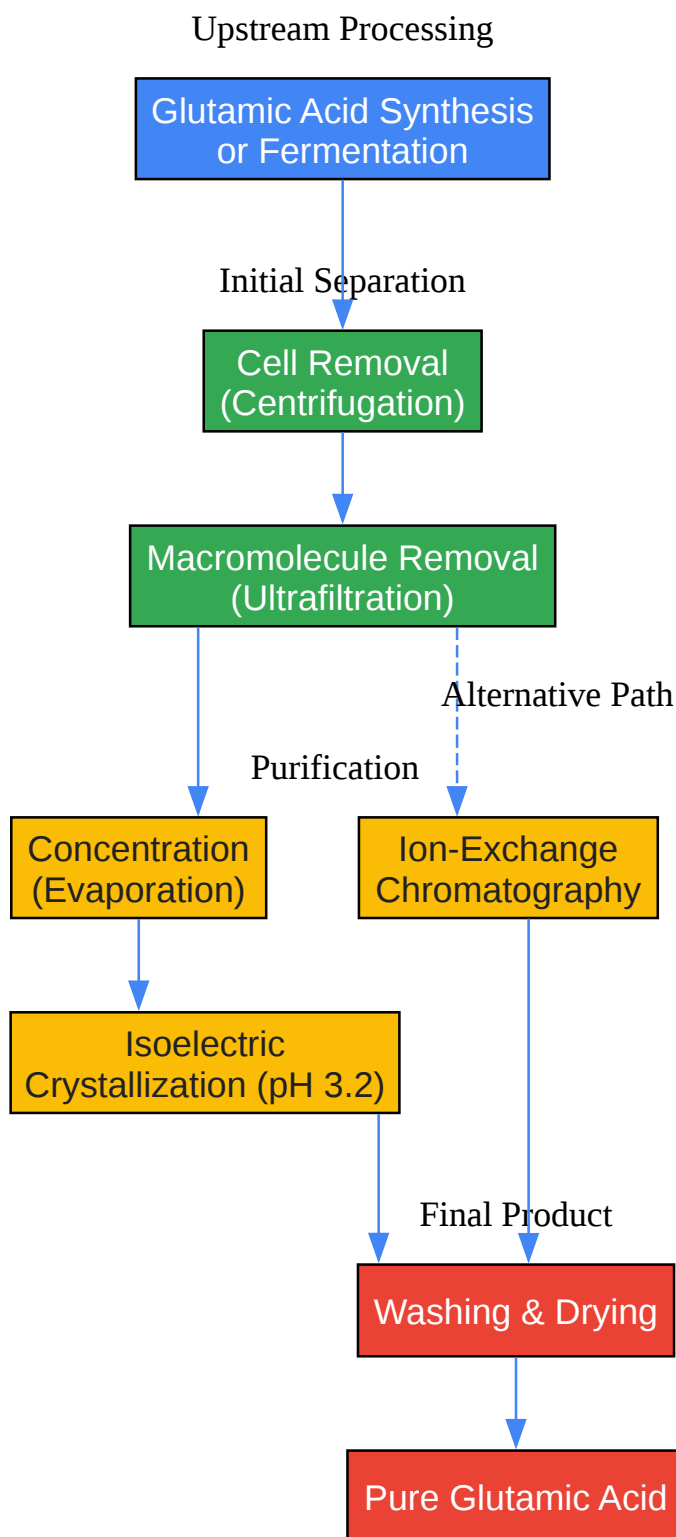 Upstream Processing
Glutamic Acid Synthesis
or Fermentation
Initial Separation
Cell Removal
(Centrifugation)
Macromolecule Removal
(Ultrafiltration)
Alternative Path
Purification
Concentration
(Evaporation)
Ion-Exchange
Chromatography
Isoelectric
Crystallization (pH 3.2)
Final Product
Washing & Drying
Pure Glutamic Acid